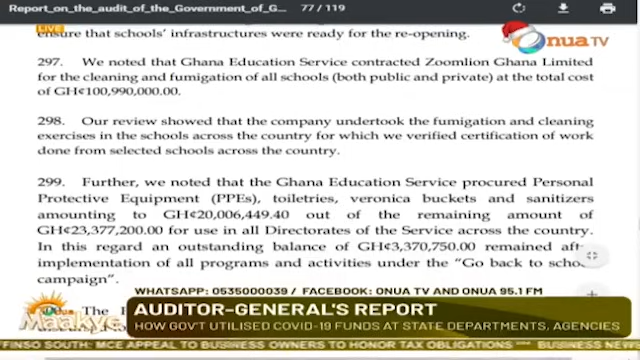 Report_on_the_audit_of_the_Government_of_G...
77 / 119
LIVE
ONUA TV
ensure that schools' infrastructures were ready for the re-opening.
297. We noted that Ghana Education Service contracted Zoomlion Ghana Limited
for the cleaning and fumigation of all schools (both public and private) at the total cost
of GH¢100,990,000.00.
298. Our review showed that the company undertook the fumigation and cleaning
exercises in the schools across the country for which we verified certification of work
done from selected schools across the country.
299. Further, we noted that the Ghana Education Service procured Personal
Protective Equipment (PPEs), toiletries, veronica buckets and sanitizers
amounting to GH¢20,006,449.40 out of the remaining amount of
GH¢23,377,200.00 for use in all Directorates of the Service across the country.
In this regard an outstanding balance of GH¢3,370,750.00 remained afte
implementation of all programs and activities under the "Go back to schoo
campaign".
WHATSAPP: 0535000039 / FACEBOOK: ONUA TV AND ONUA 95.1 FM
Maakye
AUDITOR-GENERAL'S REPORT
HOW GOV'T UTILISED COVID-19 FUNDS AT STATE DEPARTMENTS, AGENCIES
FINSO SOUTH: MCE APPEAL TO BUSINESS OWNERS TO HONOR TAX OBLIGATIONS
BUSINESS NEW